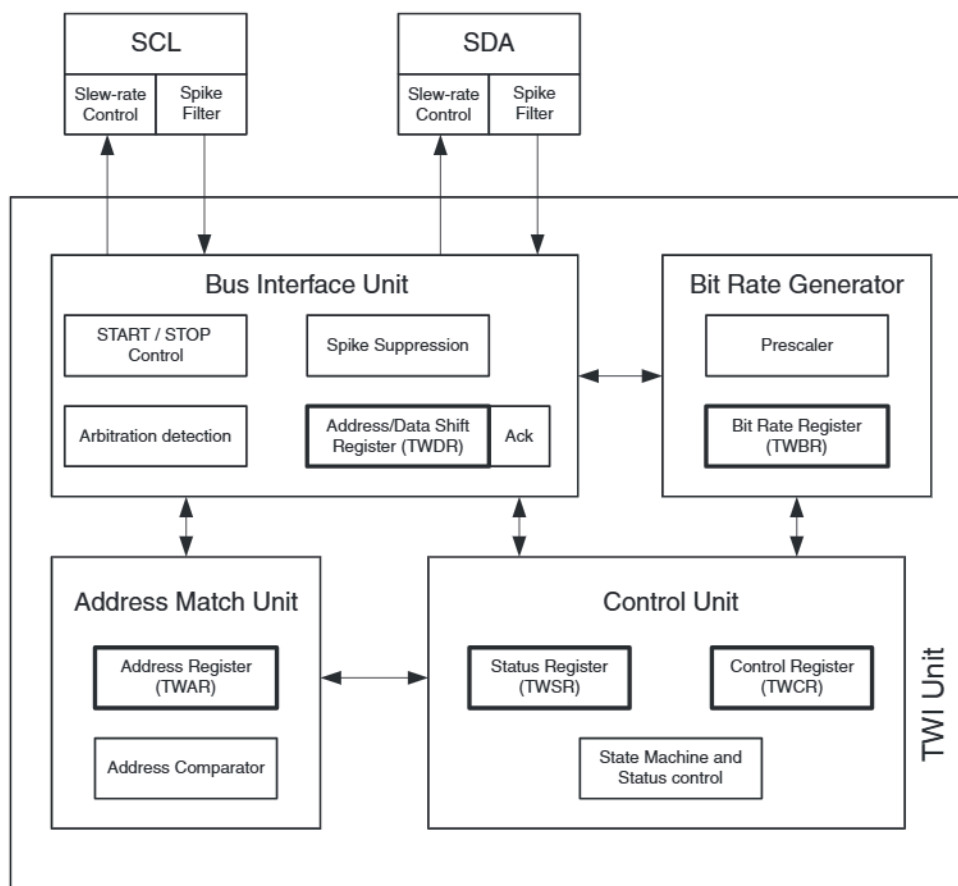 SCL
Slew-rate
Control
Spike
Filter
SDA
Slew-rate
Control
Spike
Filter
Bus Interface Unit
START / STOP
Control
Spike Suppression
Arbitration detection
Address/Data Shift
Register (TWDR)
Ack
Bit Rate Generator
Prescaler
Bit Rate Register
(TWBR)
Address Match Unit
Address Register
(TWAR)
Address Comparator
Control Unit
Status Register
(TWSR)
Control Register
(TWCR)
State Machine and
Status control
TWI Unit